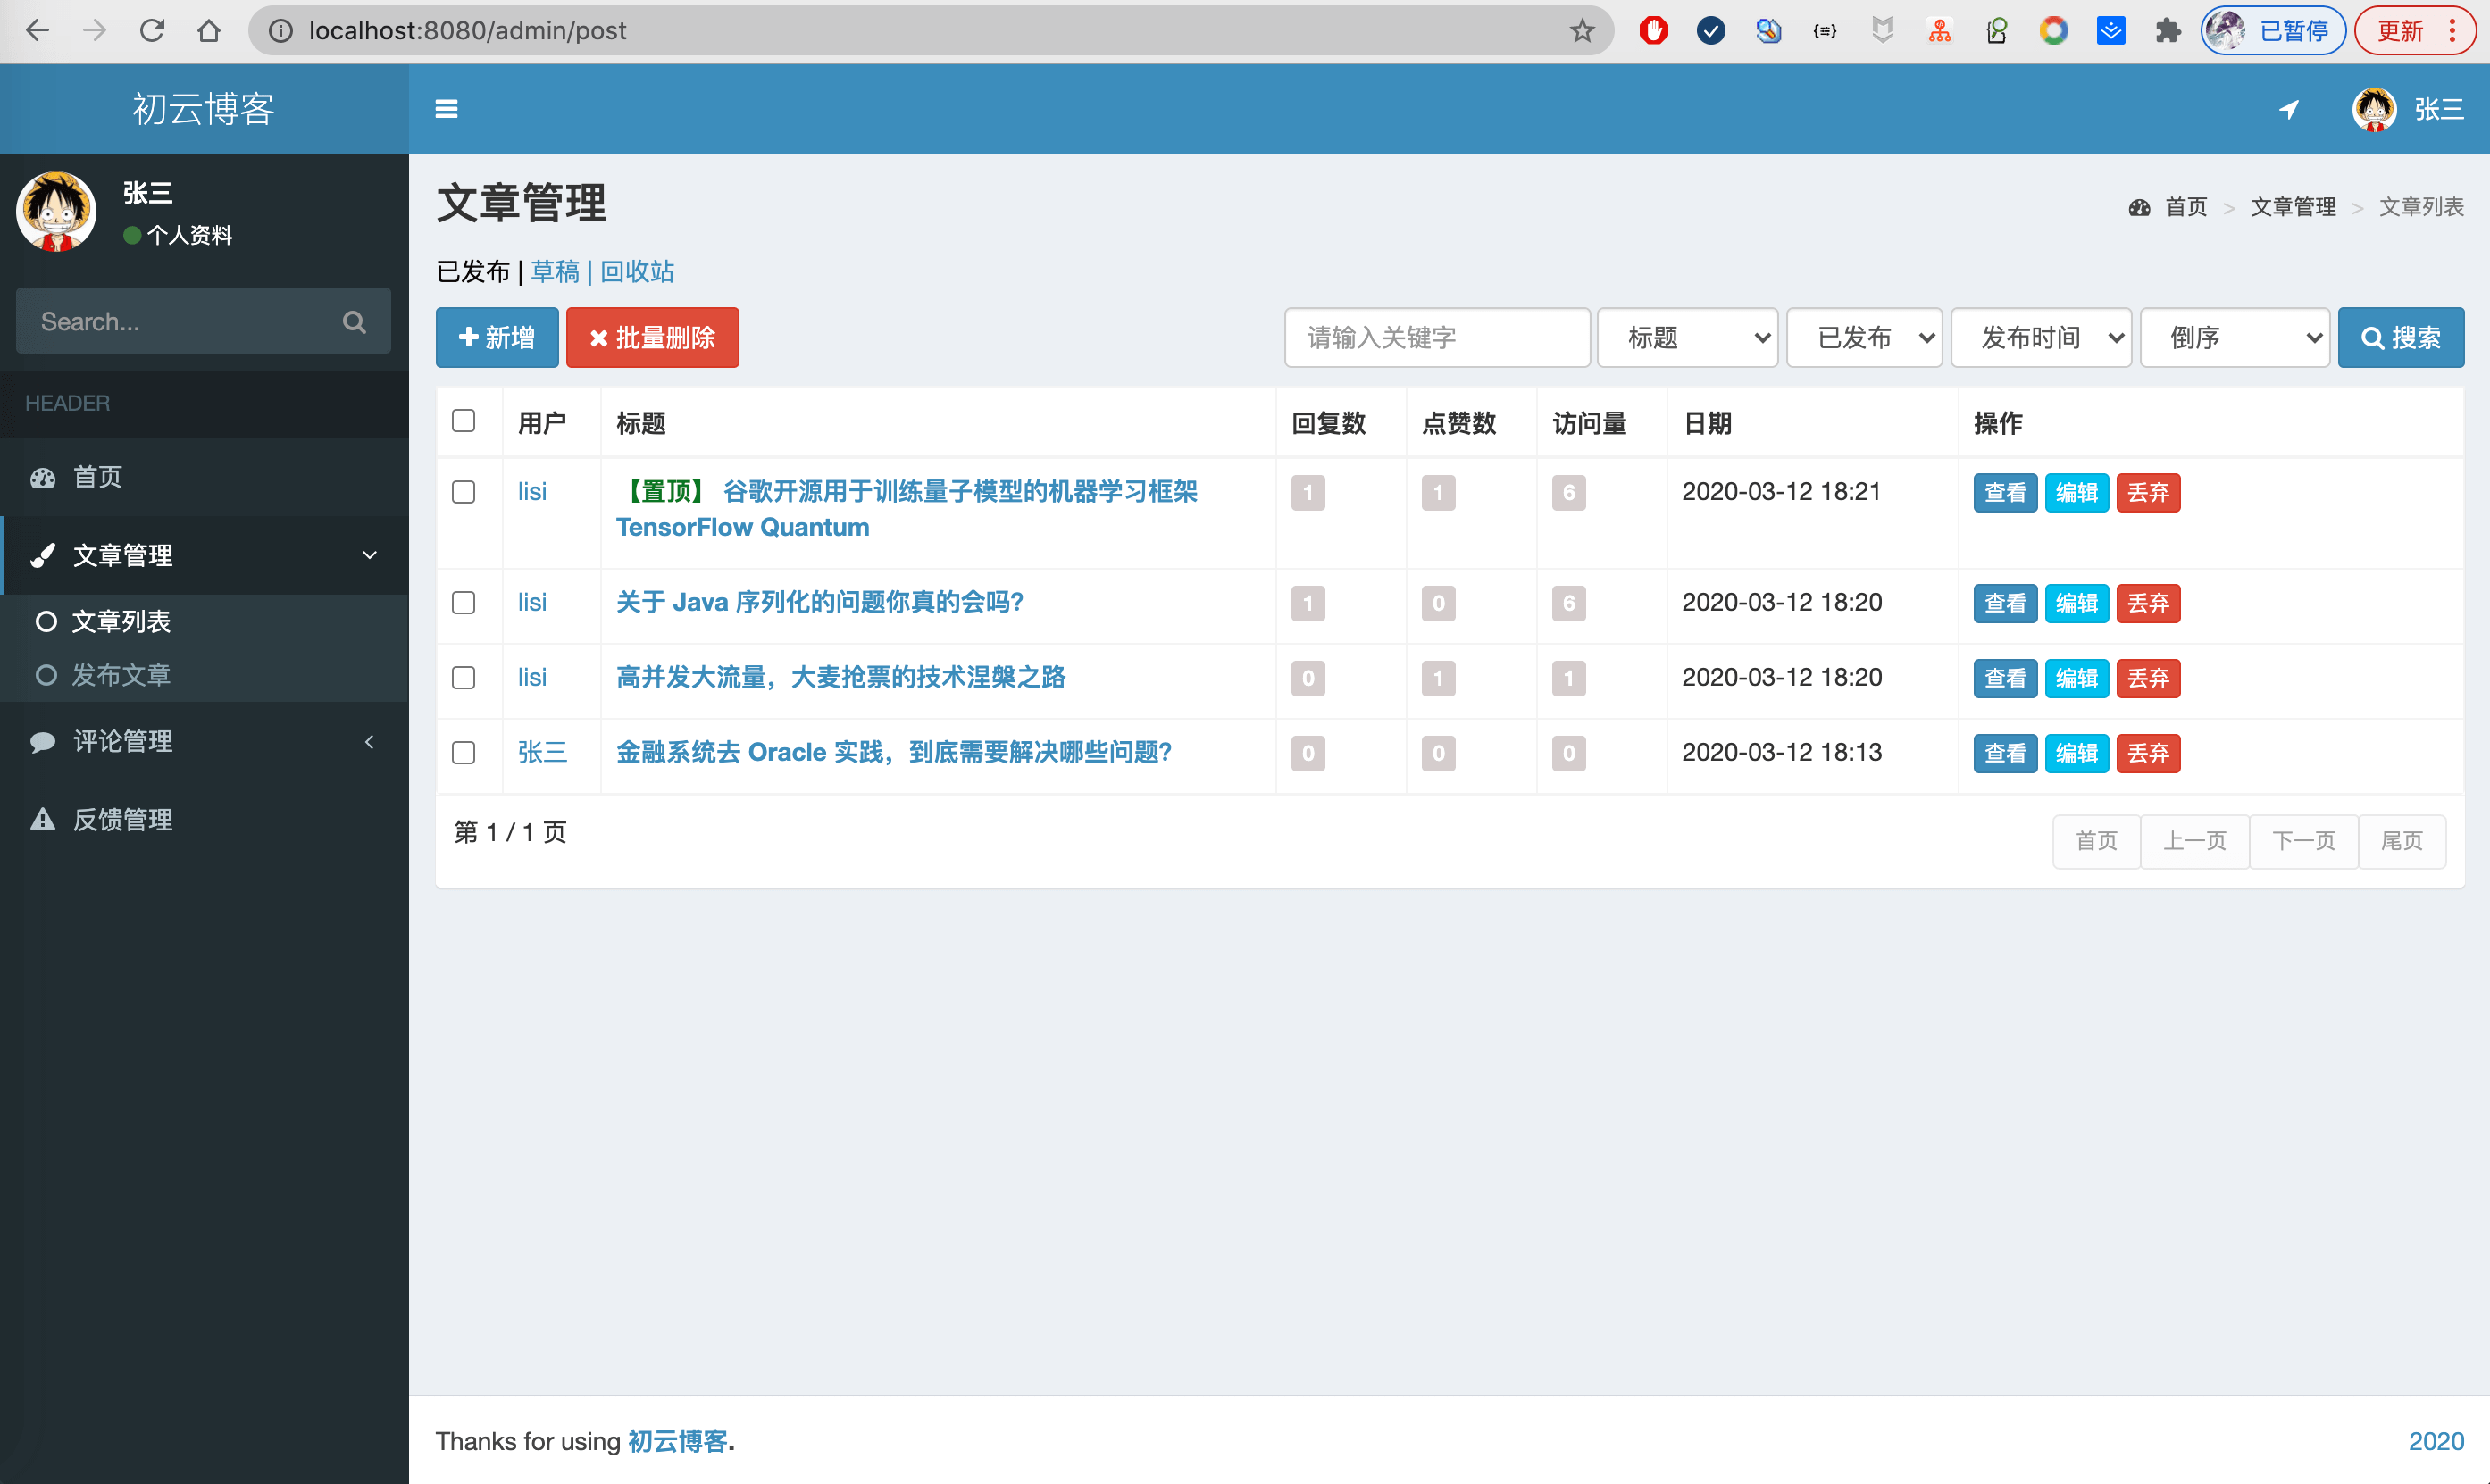 localhost:8080/admin/post
已暂停
更新
初云博客
张三
张三
个人资料
Search...
HEADER
首页
文章管理
文章列表
发布文章
评论管理
反馈管理
文章管理
首页 > 文章管理 > 文章列表
已发布 | 草稿 | 回收站
新增 批量删除 请输入关键字 标题 已发布 发布时间 倒序 搜索
用户 标题 回复数 点赞数 访问量 日期 操作
lisi 【置顶】 谷歌开源用于训练量子模型的机器学习框架 1 1 6 2020-03-12 18:21 查看 编辑 丢弃
TensorFlow Quantum
lisi 关于 Java 序列化的问题你真的会吗? 1 0 6 2020-03-12 18:20 查看 编辑 丢弃
lisi 高并发大流量，大麦抢票的技术涅槃之路 0 1 1 2020-03-12 18:20 查看 编辑 丢弃
张三 金融系统去 Oracle 实践，到底需要解决哪些问题? 0 0 0 2020-03-12 18:13 查看 编辑 丢弃
第 1 / 1 页 首页 上一页 下一页 尾页
Thanks for using 初云博客. 2020